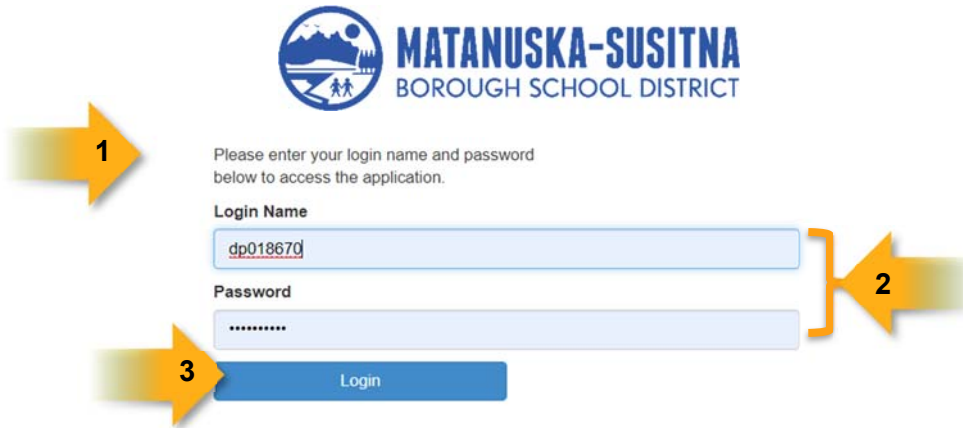 MATANUSKA-SUSITNA
BOROUGH SCHOOL DISTRICT
1
Please enter your login name and password
below to access the application.
Login Name
dp018670
2
Password
••••••••••
3
Login